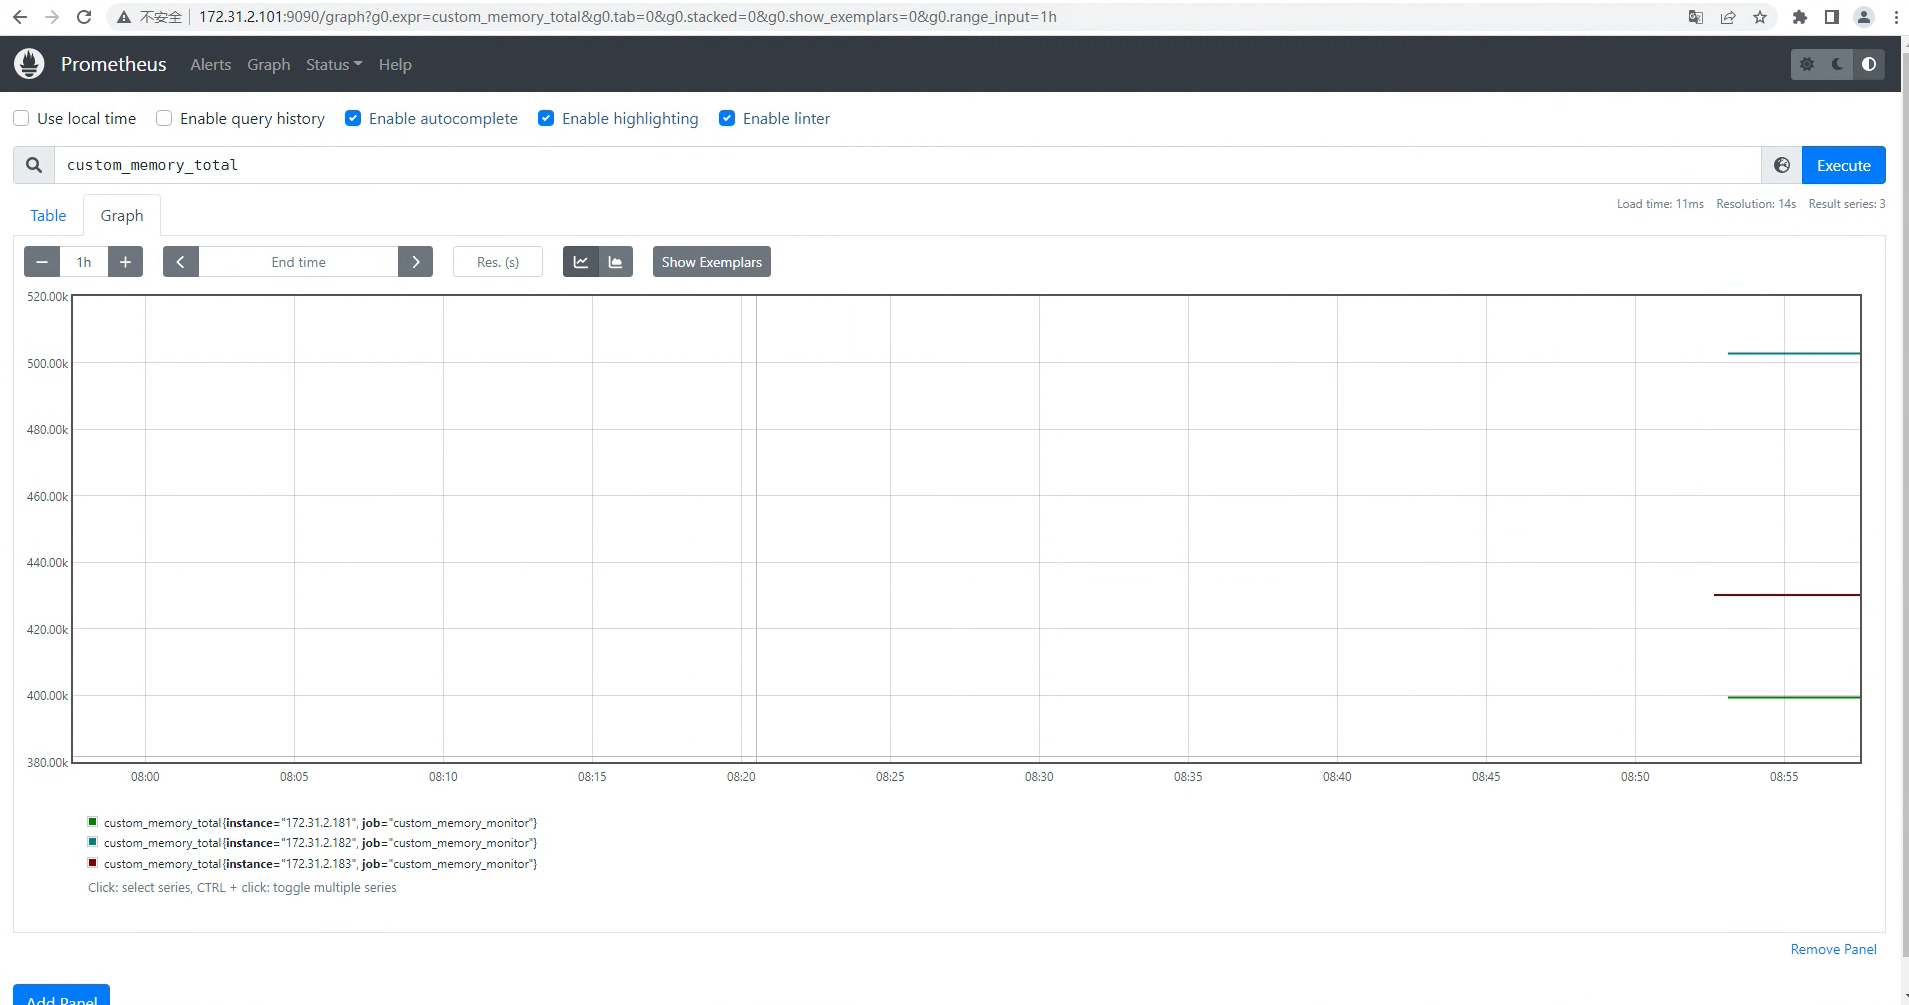 不安全 172.31.2.101:9090/graph?g0.expr=custom_memory_total&g0.tab=0&g0.stacked=0&g0.show_exemplars=0&g0.range_input=1h
Prometheus Alerts Graph Status Help
Use local time Enable query history Enable autocomplete Enable highlighting Enable linter
custom_memory_total Execute
Table Graph Load time: 11ms Resolution: 14s Result series: 3
1h End time Res. (s) Show Exemplars
520.00k
500.00k
480.00k
460.00k
440.00k
420.00k
400.00k
380.00k
08:00 08:05 08:10 08:15 08:20 08:25 08:30 08:35 08:40 08:45 08:50 08:55
custom_memory_total{instance="172.31.2.181", job="custom_memory_monitor"}
custom_memory_total{instance="172.31.2.182", job="custom_memory_monitor"}
custom_memory_total{instance="172.31.2.183", job="custom_memory_monitor"}
Click: select series, CTRL + click: toggle multiple series
Remove Panel
Add Panel